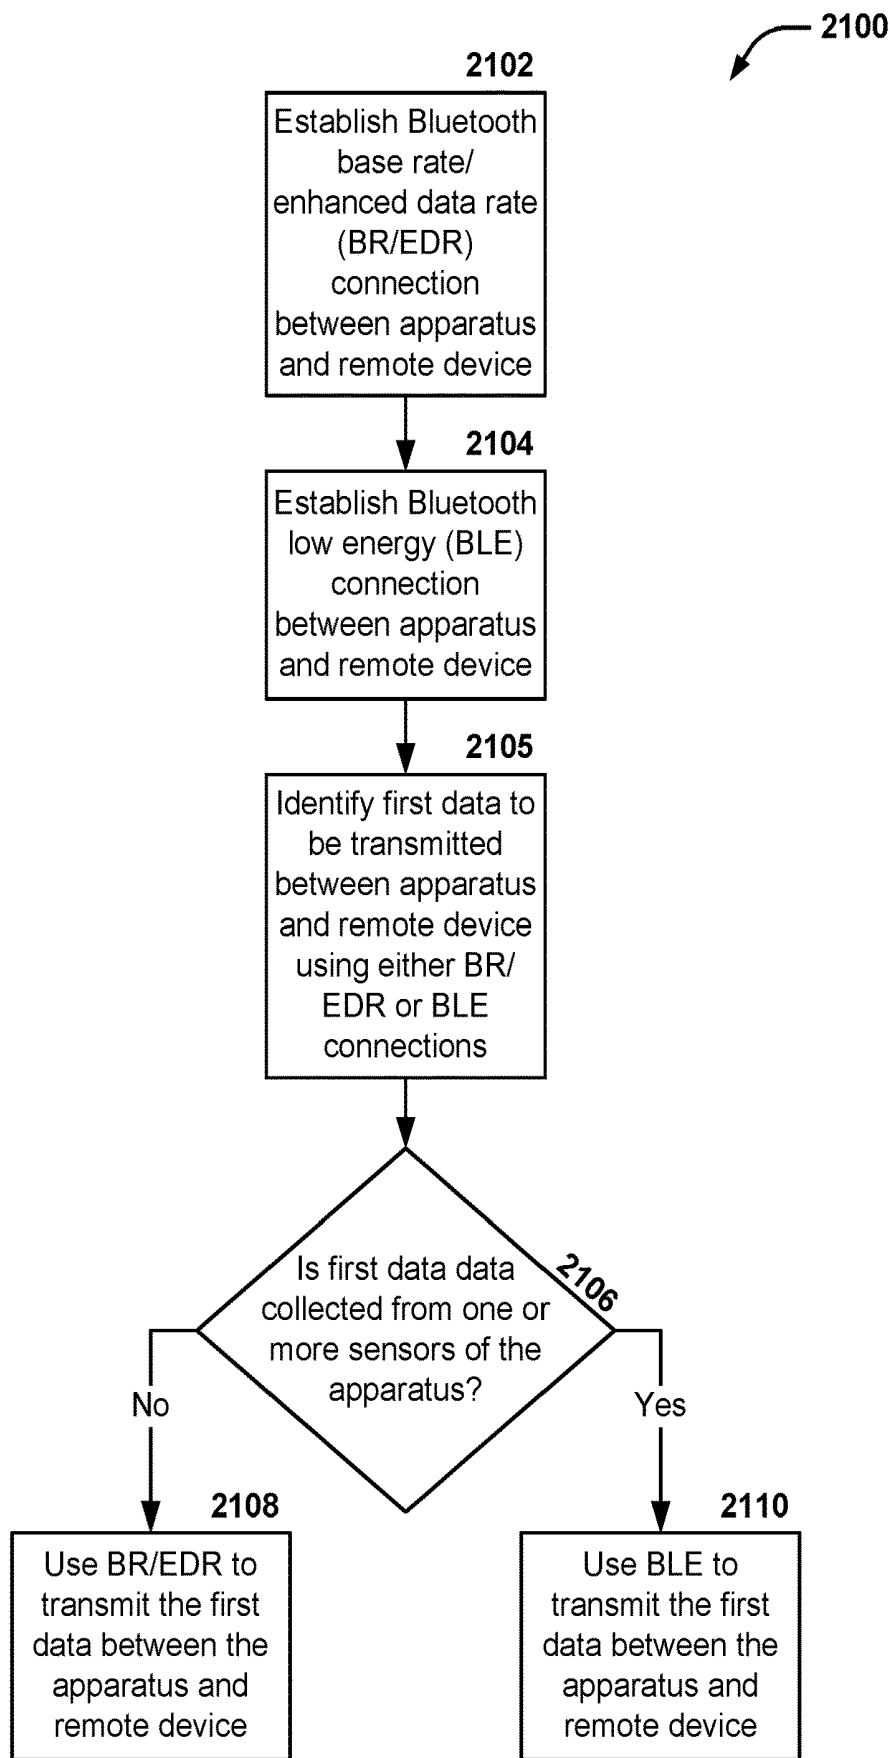 2100
2102
Establish Bluetooth
base rate/
enhanced data rate
(BR/EDR)
connection
between apparatus
and remote device
2104
Establish Bluetooth
low energy (BLE)
connection
between apparatus
and remote device
2105
Identify first data to
be transmitted
between apparatus
and remote device
using either BR/
EDR or BLE
connections
2106
Is first data data
collected from one or
more sensors of the
apparatus?
No
Yes
2108
Use BR/EDR to
transmit the first
data between the
apparatus and
remote device
2110
Use BLE to
transmit the first
data between the
apparatus and
remote device